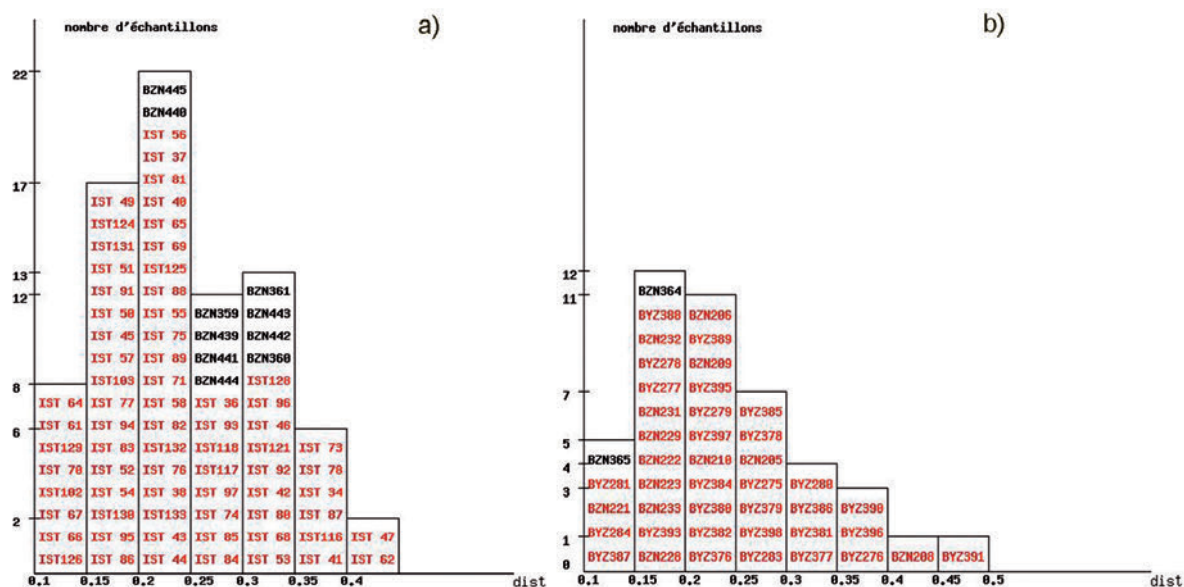 nombre d'échantillons a)
22
BZN445
BZN440
IST 56
IST 37
IST 81
17
IST 49 IST 40
IST124 IST 65
IST131 IST 69
IST 51 IST125
13
IST 91 IST 88 BZN361
12
IST 50 IST 55 BZN359 BZN443
IST 45 IST 75 BZN439 BZN442
IST 57 IST 89 BZN441 BZN360
IST103 IST 71 BZN444 IST128
8
IST 64 IST 77 IST 58 IST 36 IST 96
IST 61 IST 94 IST 82 IST 93 IST 46
6
IST129 IST 83 IST132 IST118 IST121 IST 73
IST 70 IST 52 IST 76 IST117 IST 92 IST 78
IST102 IST 54 IST 38 IST 97 IST 42 IST 34
IST 67 IST130 IST133 IST 74 IST 80 IST 87
2
IST 66 IST 95 IST 43 IST 85 IST 68 IST116 IST 47
IST126 IST 86 IST 44 IST 84 IST 53 IST 41 IST 62
0.1 0.15 0.2 0.25 0.3 0.35 0.4 dist
nombre d'échantillons b)
12
BZN364
11
BYZ388 BZN206
BZN232 BYZ389
BYZ278 BZN209
7
BYZ277 BYZ395
BZN231 BYZ279 BYZ385
BZN229 BYZ397 BYZ378
5
BZN365 BZN222 BZN210 BZN205
4
BYZ281 BZN223 BYZ384 BYZ275 BYZ280
3
BZN221 BZN233 BYZ380 BYZ379 BYZ386 BYZ390
BYZ284 BYZ393 BYZ382 BYZ398 BYZ381 BYZ396
1
BYZ387 BZN228 BYZ376 BYZ283 BYZ377 BYZ276 BZN208 BYZ391
0
0.1 0.15 0.2 0.25 0.3 0.35 0.4 0.45 0.5 dist